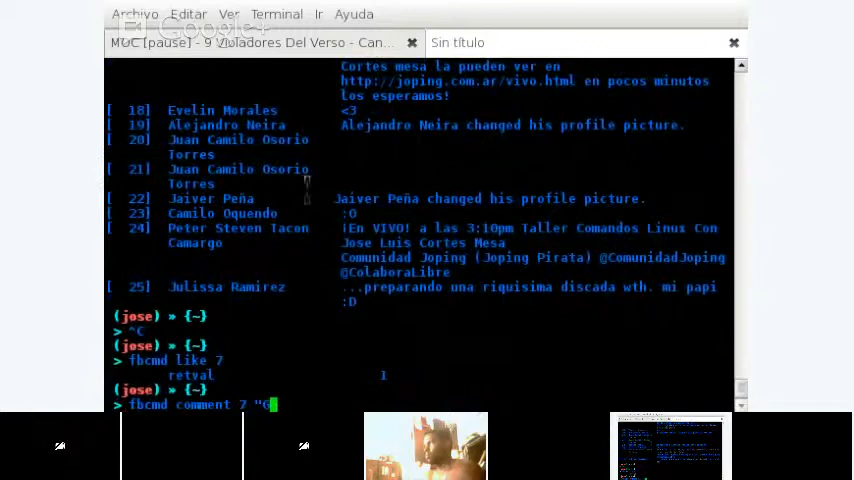 Archivo Editar Ver Terminal Ir Ayuda
Google+
MOC [pause] - 9 Violadores Del Verso - Can... ✖ Sin título ✖
Cortes mesa la pueden ver en
http://joping.com.ar/vivo.html en pocos minutos
los esperamos!
[ 18] Evelin Morales <3
[ 19] Alejandro Neira Alejandro Neira changed his profile picture.
[ 20] Juan Camilo Osorio
Torres
[ 21] Juan Camilo Osorio
Torres
[ 22] Jaiver Peña Jaiver Peña changed his profile picture.
[ 23] Camilo Oquendo :O
[ 24] Peter Steven Tacon ¡En VIVO! a las 3:10pm Taller Comandos Linux Con
Camargo Jose Luis Cortes Mesa
Comunidad Joping (Joping Pirata) @ComunidadJoping
@ColaboraLibre
[ 25] Julissa Ramirez ...preparando una riquisima discada wth. mi papi
:D
(jose) » {~}
> ^C
(jose) » {~}
> fbcmd like 7
retval 1
(jose) » {~}
> fbcmd comment 7 "C